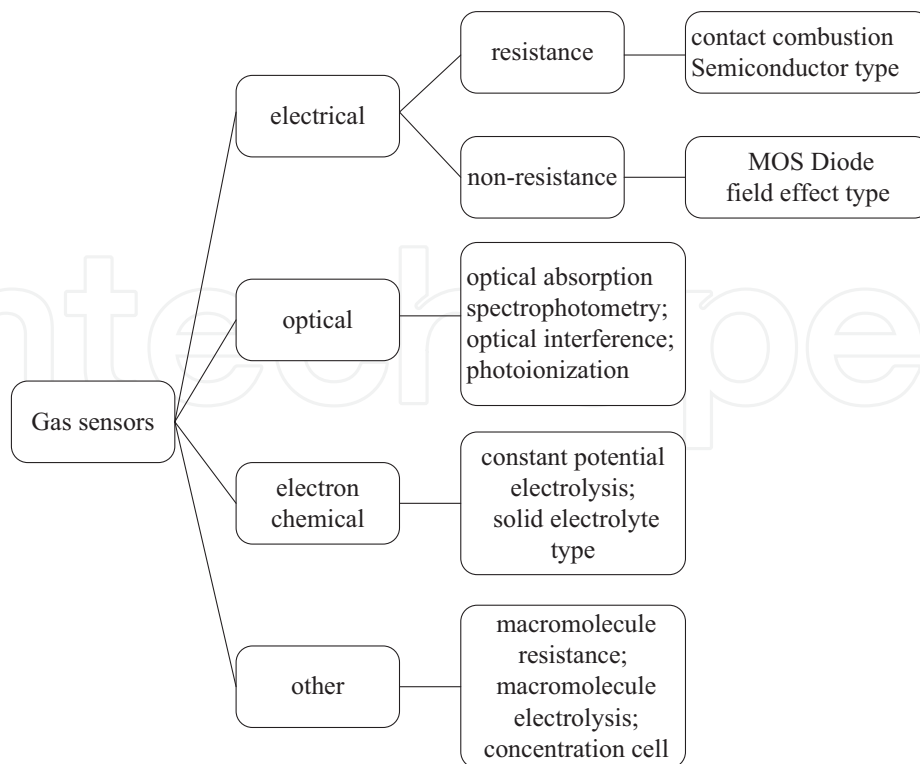 resistance
contact combustion
Semiconductor type
electrical
non-resistance
MOS Diode
field effect type
optical
optical absorption
spectrophotometry;
optical interference;
photoionization
Gas sensors
electron
chemical
constant potential
electrolysis;
solid electrolyte
type
other
macromolecule
resistance;
macromolecule
electrolysis;
concentration cell